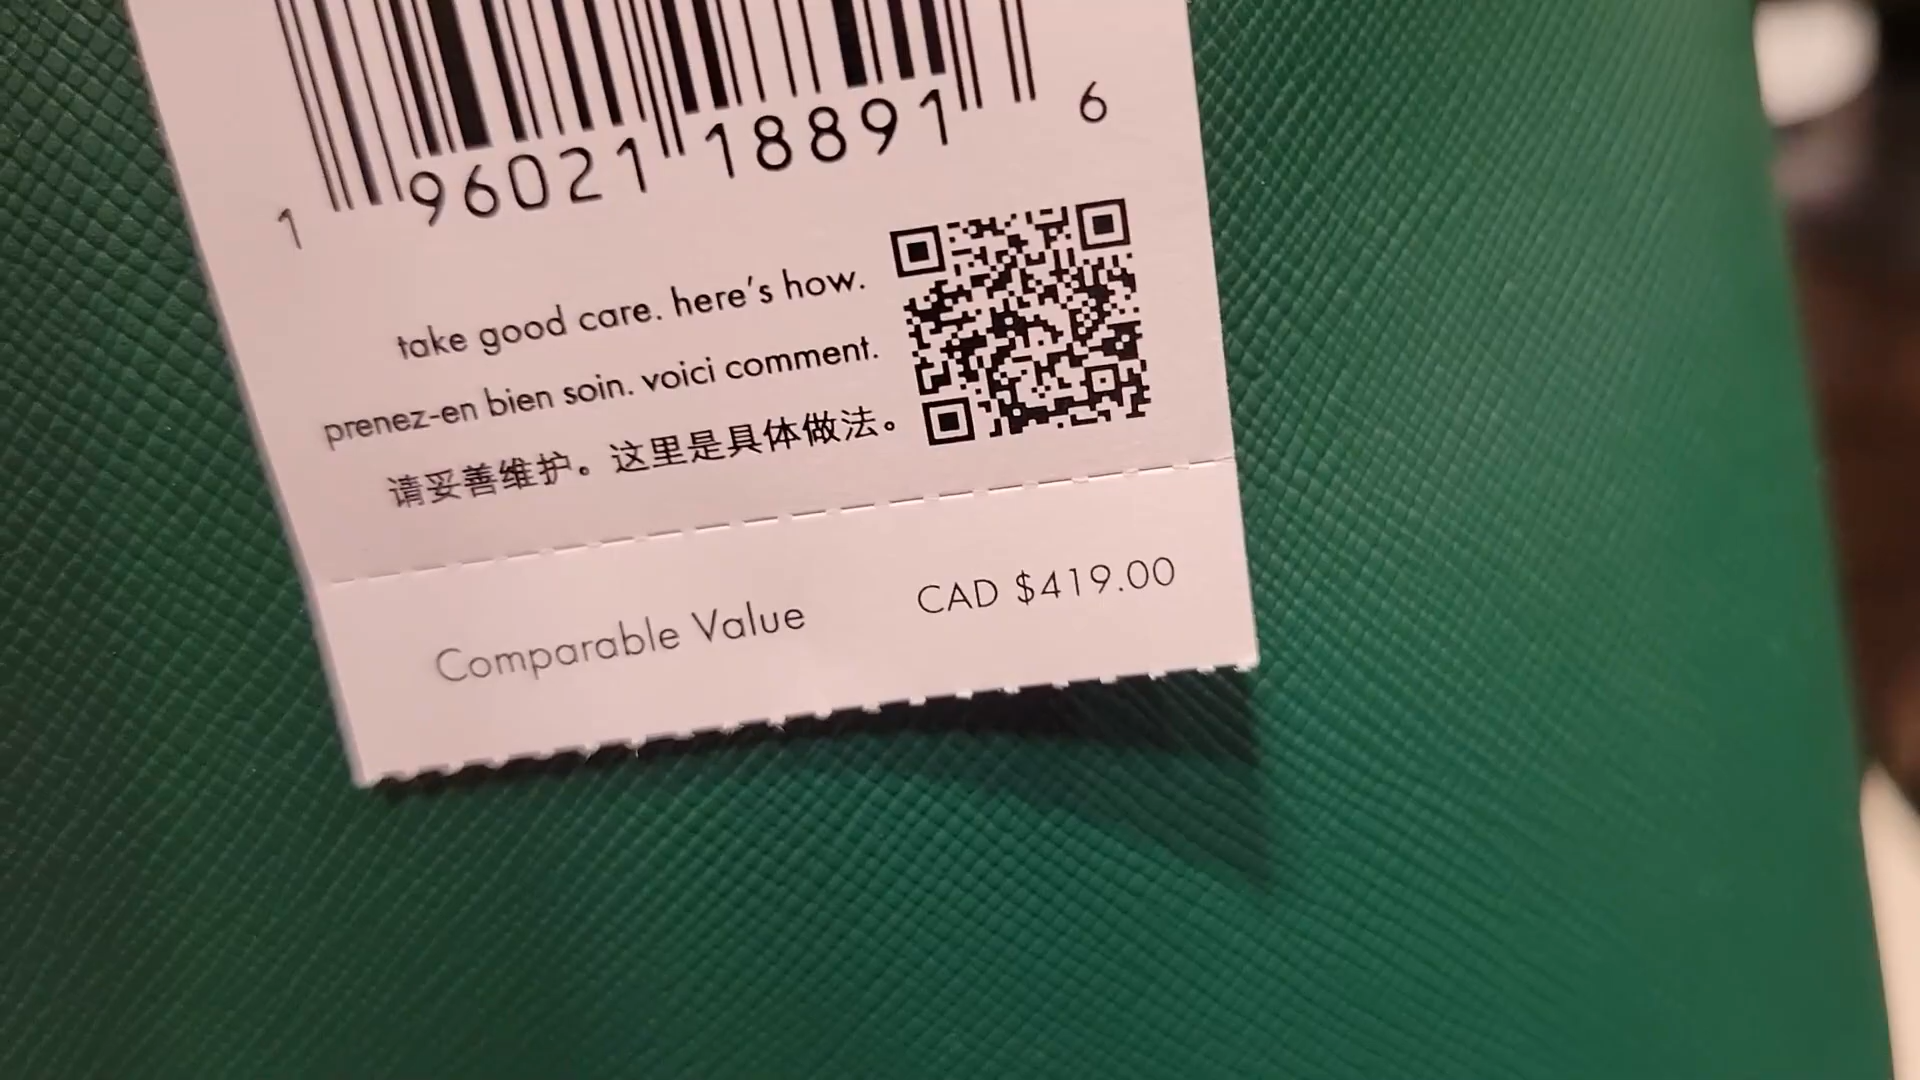 1 96021 18891 6
take good care. here's how.
prenez-en bien soin. voici comment.
请妥善维护。这里是具体做法。
Comparable Value CAD $419.00